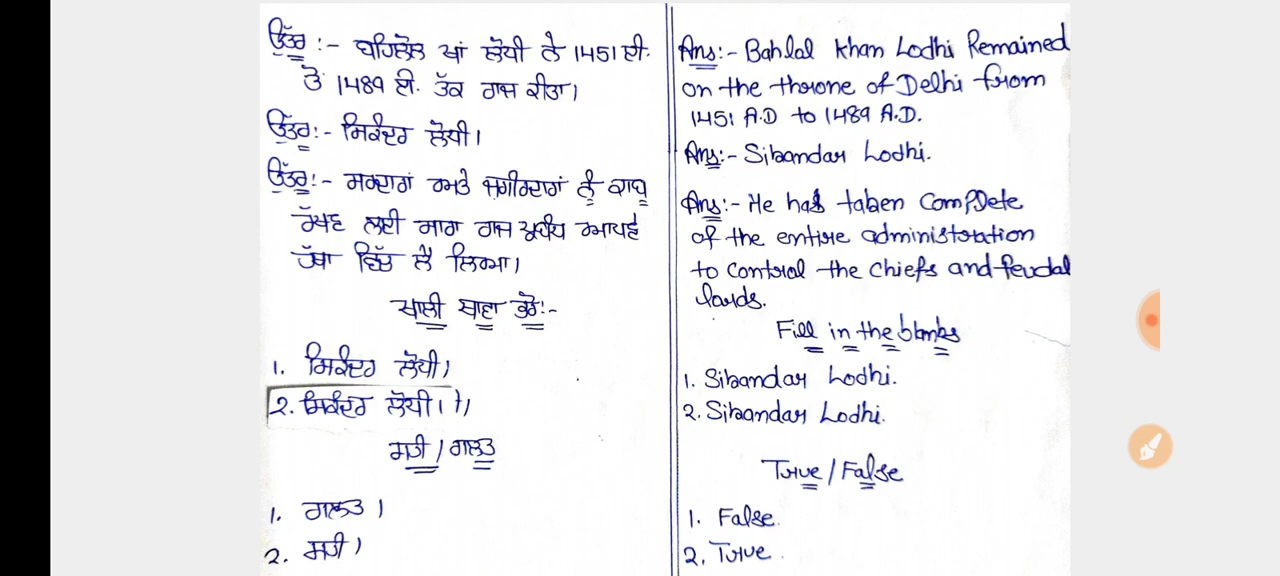 ਉੱਤਰ :- ਬਹਿਲੋਲ ਖਾਂ ਲੋਧੀ ਨੇ 1451 ਈ.
ਤੋਂ 1489 ਈ. ਤੱਕ ਰਾਜ ਕੀਤਾ।
ਉੱਤਰ:- ਸਿਕੰਦਰ ਲੋਧੀ।
ਉੱਤਰ:- ਸਰਦਾਰਾਂ ਅਤੇ ਜਗੀਰਦਾਰਾਂ ਨੂੰ ਕਾਬੂ
ਰੱਖਣ ਲਈ ਸਾਰਾ ਰਾਜ ਪ੍ਰਬੰਧ ਆਪਣੇ
ਹੱਥਾ ਵਿੱਚ ਲੈ ਲਿਆ।
ਖਾਲੀ ਥਾਵਾ ਭਰੋ:-
1. ਸਿਕੰਦਰ ਲੋਧੀ।
2. ਸਿਕੰਦਰ ਲੋਧੀ।
ਸਹੀ / ਗਲਤ
1. ਗਲਤ।
2. ਸਹੀ।
Ans:- Bahlal Khan Lodhi Remained
on the throne of Delhi from
1451 A.D to 1489 A.D.
Ans:- Sikandar Lodhi.
Ans:- He has taken Complete
of the entire administration
to control the chiefs and feudal
lords.
Fill in the blanks
1. Sikandar Lodhi.
2. Sikandar Lodhi.
True / False
1. False.
2. True.